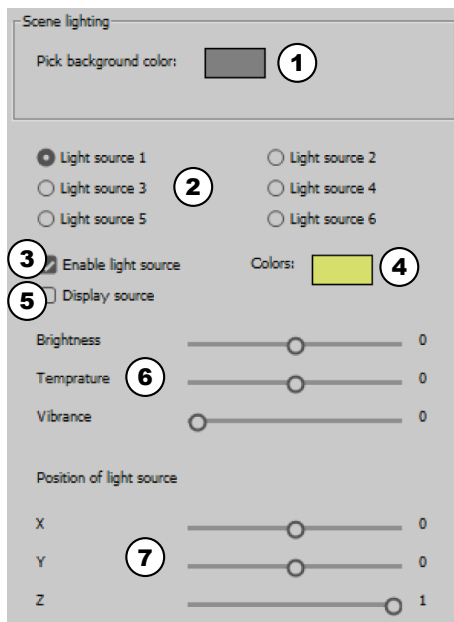 Scene lighting
Pick background color: 1
Light source 1 Light source 2
Light source 3 2 Light source 4
Light source 5 Light source 6
3 Enable light source Colors: 4
5 Display source
Brightness 0
Temprature 6 0
Vibrance 0
Position of light source
X 0
Y 7 0
Z 1